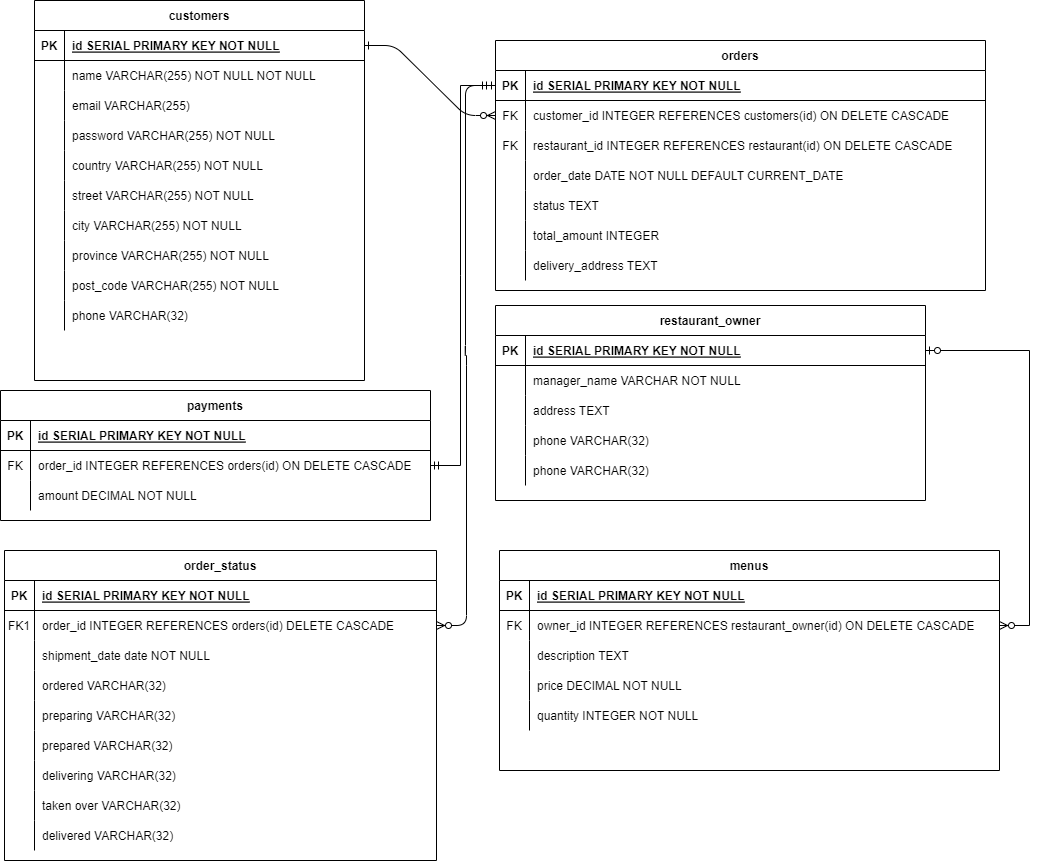 customers
PK id SERIAL PRIMARY KEY NOT NULL
name VARCHAR(255) NOT NULL NOT NULL
email VARCHAR(255)
password VARCHAR(255) NOT NULL
country VARCHAR(255) NOT NULL
street VARCHAR(255) NOT NULL
city VARCHAR(255) NOT NULL
province VARCHAR(255) NOT NULL
post_code VARCHAR(255) NOT NULL
phone VARCHAR(32)
orders
PK id SERIAL PRIMARY KEY NOT NULL
FK customer_id INTEGER REFERENCES customers(id) ON DELETE CASCADE
FK restaurant_id INTEGER REFERENCES restaurant(id) ON DELETE CASCADE
order_date DATE NOT NULL DEFAULT CURRENT_DATE
status TEXT
total_amount INTEGER
delivery_address TEXT
restaurant_owner
PK id SERIAL PRIMARY KEY NOT NULL
manager_name VARCHAR NOT NULL
address TEXT
phone VARCHAR(32)
phone VARCHAR(32)
payments
PK id SERIAL PRIMARY KEY NOT NULL
FK order_id INTEGER REFERENCES orders(id) ON DELETE CASCADE
amount DECIMAL NOT NULL
order_status
PK id SERIAL PRIMARY KEY NOT NULL
FK1 order_id INTEGER REFERENCES orders(id) DELETE CASCADE
shipment_date date NOT NULL
ordered VARCHAR(32)
preparing VARCHAR(32)
prepared VARCHAR(32)
delivering VARCHAR(32)
taken over VARCHAR(32)
delivered VARCHAR(32)
menus
PK id SERIAL PRIMARY KEY NOT NULL
FK owner_id INTEGER REFERENCES restaurant_owner(id) ON DELETE CASCADE
description TEXT
price DECIMAL NOT NULL
quantity INTEGER NOT NULL